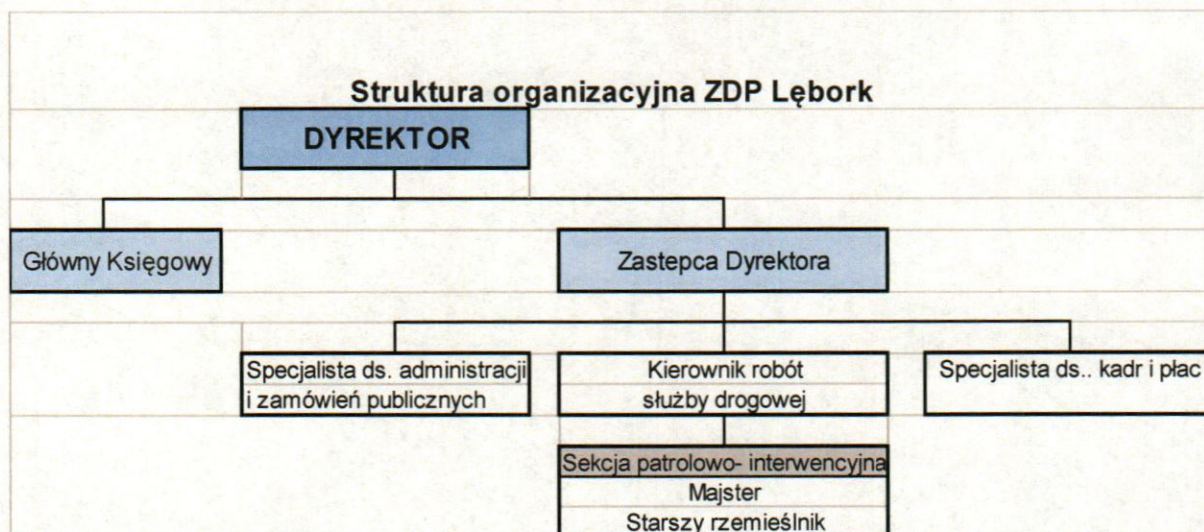 Struktura organizacyjna ZDP Lębork
DYREKTOR
Główny Księgowy
Zastepca Dyrektora
Specjalista ds. administracji
i zamówień publicznych
Kierownik robót
służby drogowej
Specjalista ds.. kadr i płac
Sekcja patrolowo- interwencyjna
Majster
Starszy rzemieślnik